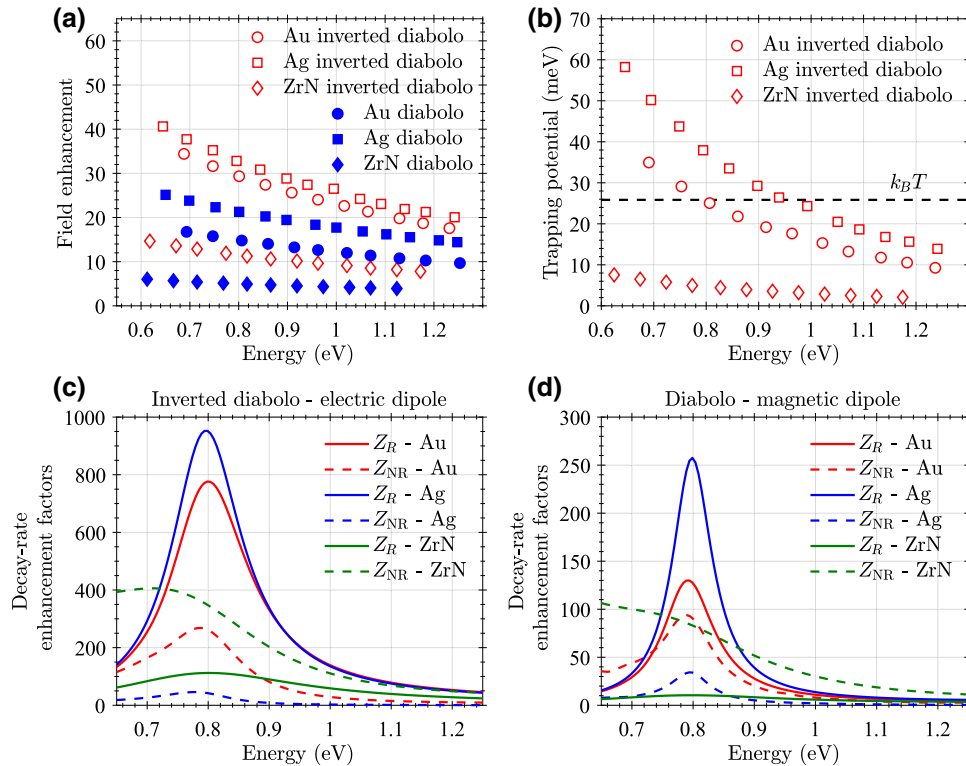 (a)
Field enhancement
60
50
40
30
20
10
0
Au inverted diabolo
Ag inverted diabolo
ZrN inverted diabolo
Au diabolo
Ag diabolo
ZrN diabolo
0.6 0.7 0.8 0.9 1 1.1 1.2
Energy (eV)
(b)
Trapping potential (meV)
70
60
50
40
30
20
10
0
Au inverted diabolo
Ag inverted diabolo
ZrN inverted diabolo
k_BT
0.6 0.7 0.8 0.9 1 1.1 1.2
Energy (eV)
(c)
Inverted diabolo - electric dipole
Decay-rate
enhancement factors
1000
800
600
400
200
0
Z_R - Au
Z_NR - Au
Z_R - Ag
Z_NR - Ag
Z_R - ZrN
Z_NR - ZrN
0.7 0.8 0.9 1 1.1 1.2
Energy (eV)
(d)
Diabolo - magnetic dipole
Decay-rate
enhancement factors
300
250
200
150
100
50
0
Z_R - Au
Z_NR - Au
Z_R - Ag
Z_NR - Ag
Z_R - ZrN
Z_NR - ZrN
0.7 0.8 0.9 1 1.1 1.2
Energy (eV)